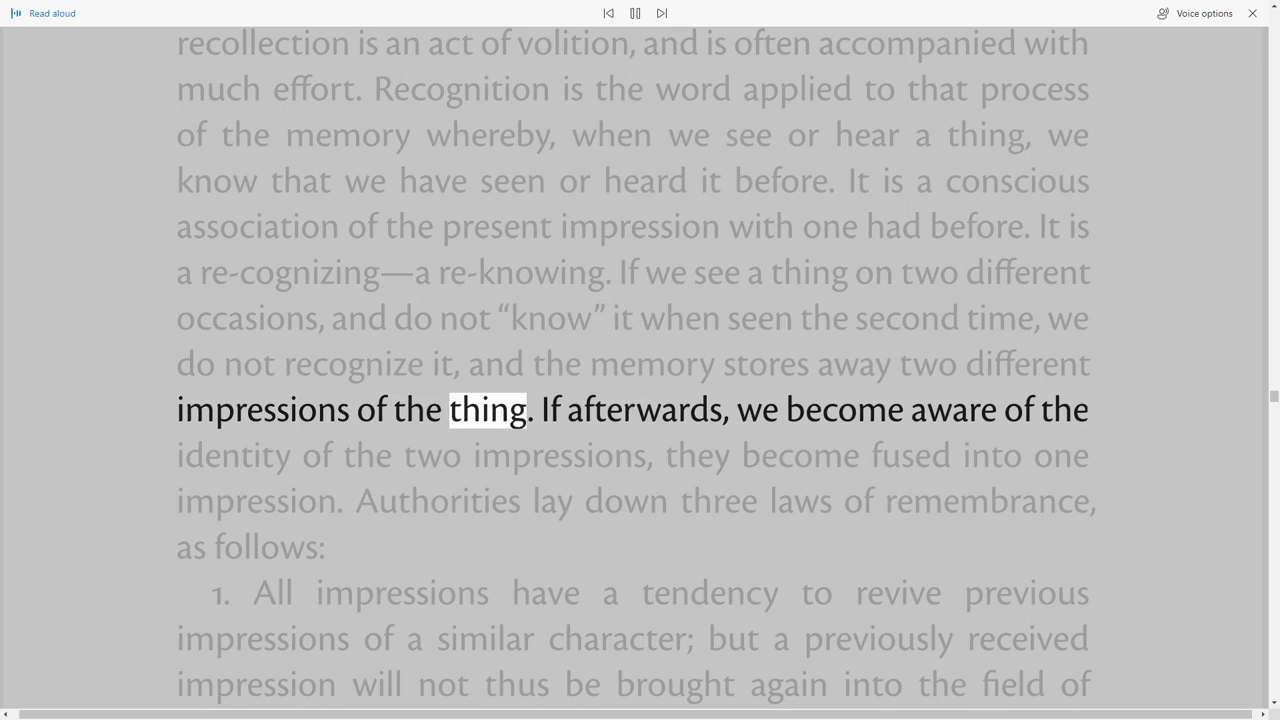 Read aloud
Voice options
recollection is an act of volition, and is often accompanied with
much effort. Recognition is the word applied to that process
of the memory whereby, when we see or hear a thing, we
know that we have seen or heard it before. It is a conscious
association of the present impression with one had before. It is
a re-cognizing—a re-knowing. If we see a thing on two different
occasions, and do not “know” it when seen the second time, we
do not recognize it, and the memory stores away two different
impressions of the thing. If afterwards, we become aware of the
identity of the two impressions, they become fused into one
impression. Authorities lay down three laws of remembrance,
as follows:
1. All impressions have a tendency to revive previous
impressions of a similar character; but a previously received
impression will not thus be brought again into the field of